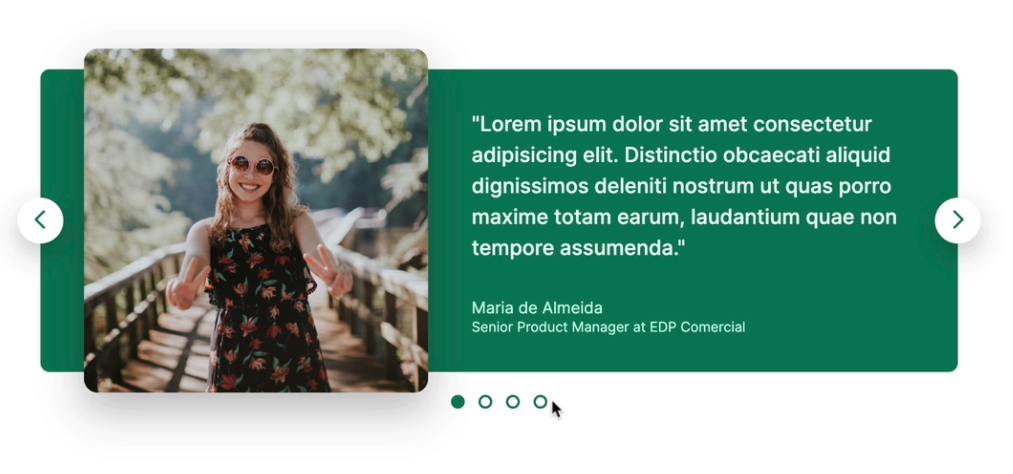 "Lorem ipsum dolor sit amet consectetur
adipisicing elit. Distinctio obcaecati aliquid
dignissimos deleniti nostrum ut quas porro
maxime totam earum, laudantium quae non
tempore assumenda."
Maria de Almeida
Senior Product Manager at EDP Comercial